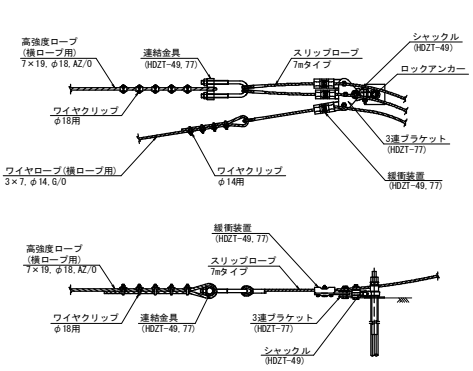 高強度ロープ
(横ロープ用)
7×19, φ18, AZ/O
ワイヤクリップ
φ18用
連結金具
(HDZT-49, 77)
スリップロープ
7mタイプ
シャックル
(HDZT-49)
ロックアンカー
3連ブラケット
(HDZT-77)
緩衝装置
(HDZT-49, 77)
ワイヤロープ(横ロープ用)
3×7, φ14, G/O
ワイヤクリップ
φ14用
高強度ロープ
(横ロープ用)
7×19, φ18, AZ/O
ワイヤクリップ
φ18用
連結金具
(HDZT-49, 77)
緩衝装置
(HDZT-49, 77)
スリップロープ
7mタイプ
3連ブラケット
(HDZT-77)
シャックル
(HDZT-49)